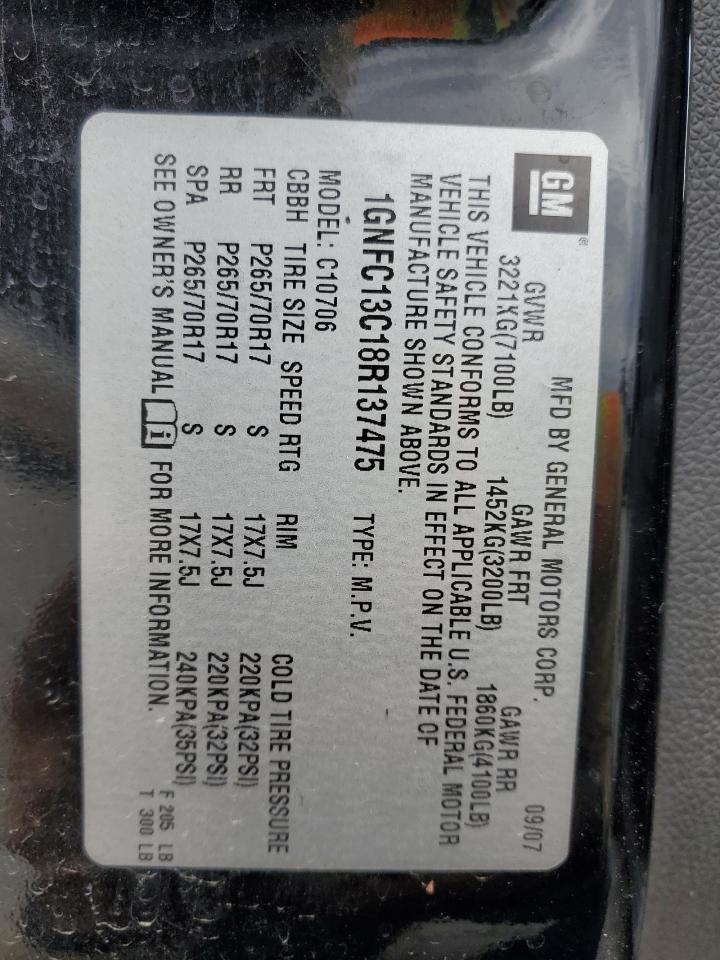 GM ®
MFD BY GENERAL MOTORS CORP. 09/07
GVWR GAWR FRT GAWR RR
3221KG(7100LB) 1452KG(3200LB) 1860KG(4100LB)
THIS VEHICLE CONFORMS TO ALL APPLICABLE U.S. FEDERAL MOTOR
VEHICLE SAFETY STANDARDS IN EFFECT ON THE DATE OF
MANUFACTURE SHOWN ABOVE.
1GNFC13C18R137475 TYPE: M.P.V.
MODEL: C10706
CBBH TIRE SIZE SPEED RTG RIM COLD TIRE PRESSURE
FRT P265/70R17 S 17X7.5J 220KPA(32PSI)
RR P265/70R17 S 17X7.5J 220KPA(32PSI)
SPA P265/70R17 S 17X7.5J 240KPA(35PSI)
SEE OWNER'S MANUAL i FOR MORE INFORMATION.
F 205 LB
T 300 LB